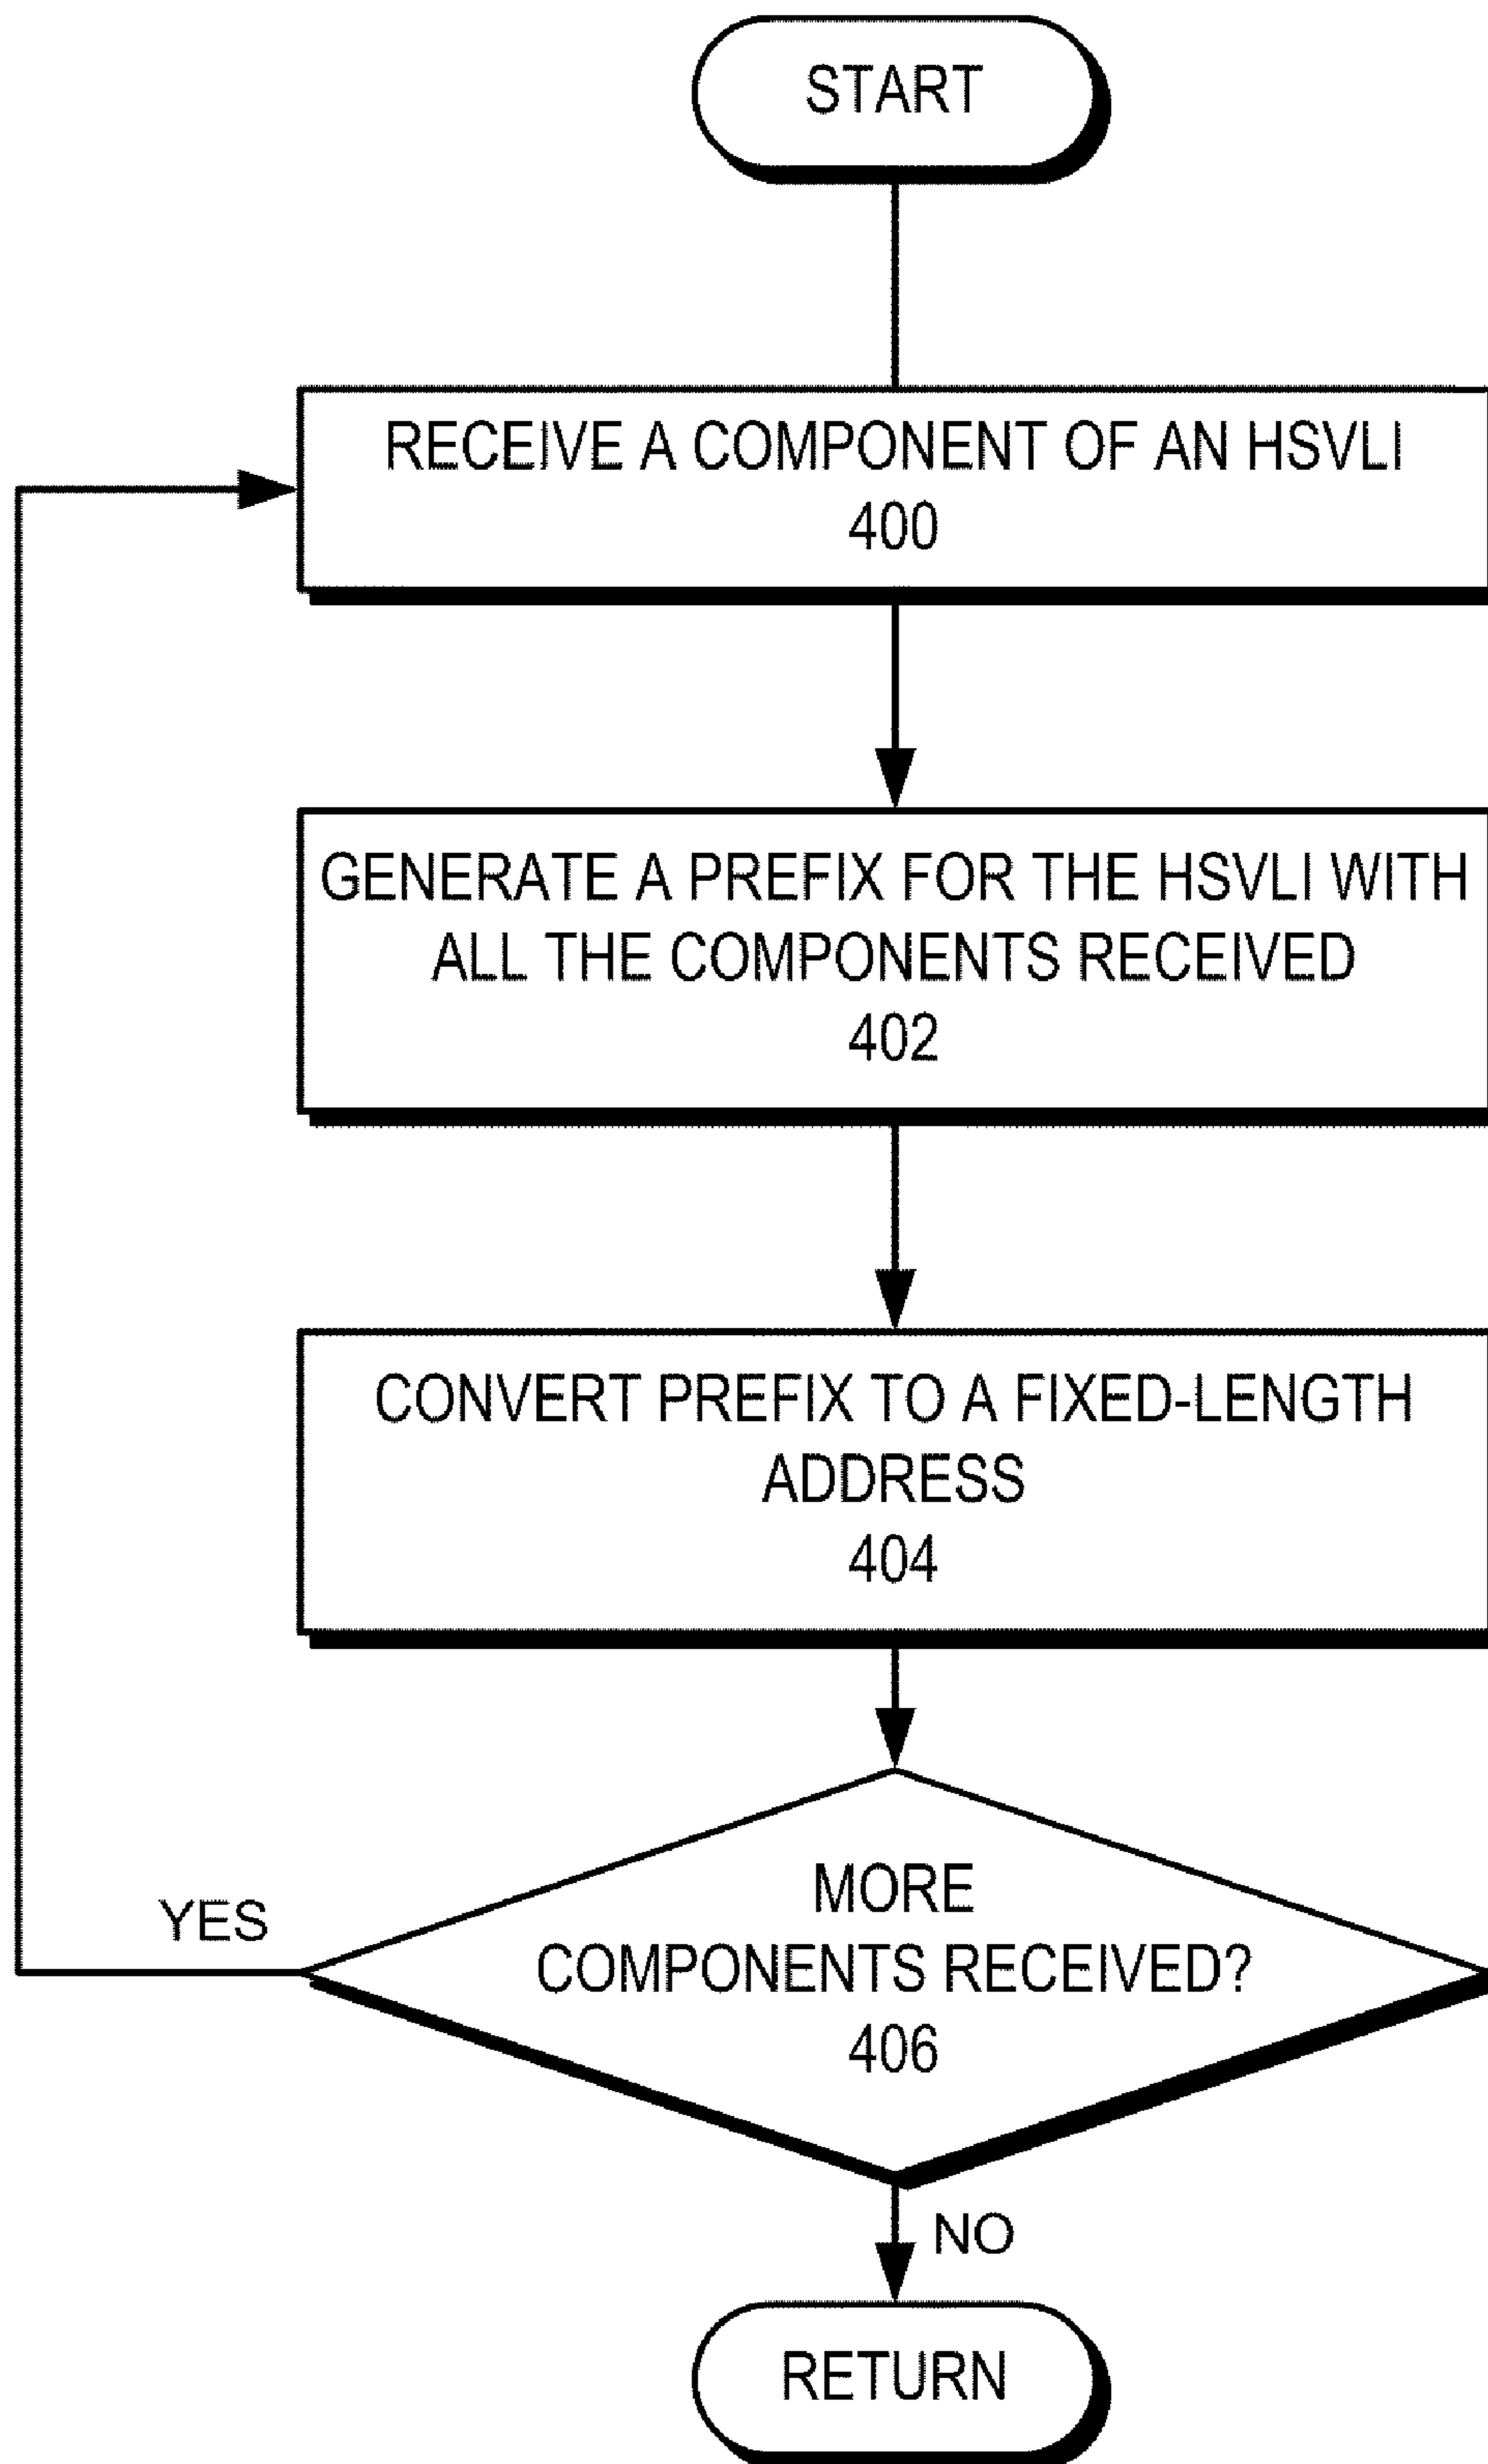 START
RECEIVE A COMPONENT OF AN HSVLI
400
GENERATE A PREFIX FOR THE HSVLI WITH
ALL THE COMPONENTS RECEIVED
402
CONVERT PREFIX TO A FIXED-LENGTH
ADDRESS
404
MORE
COMPONENTS RECEIVED?
406
YES
NO
RETURN